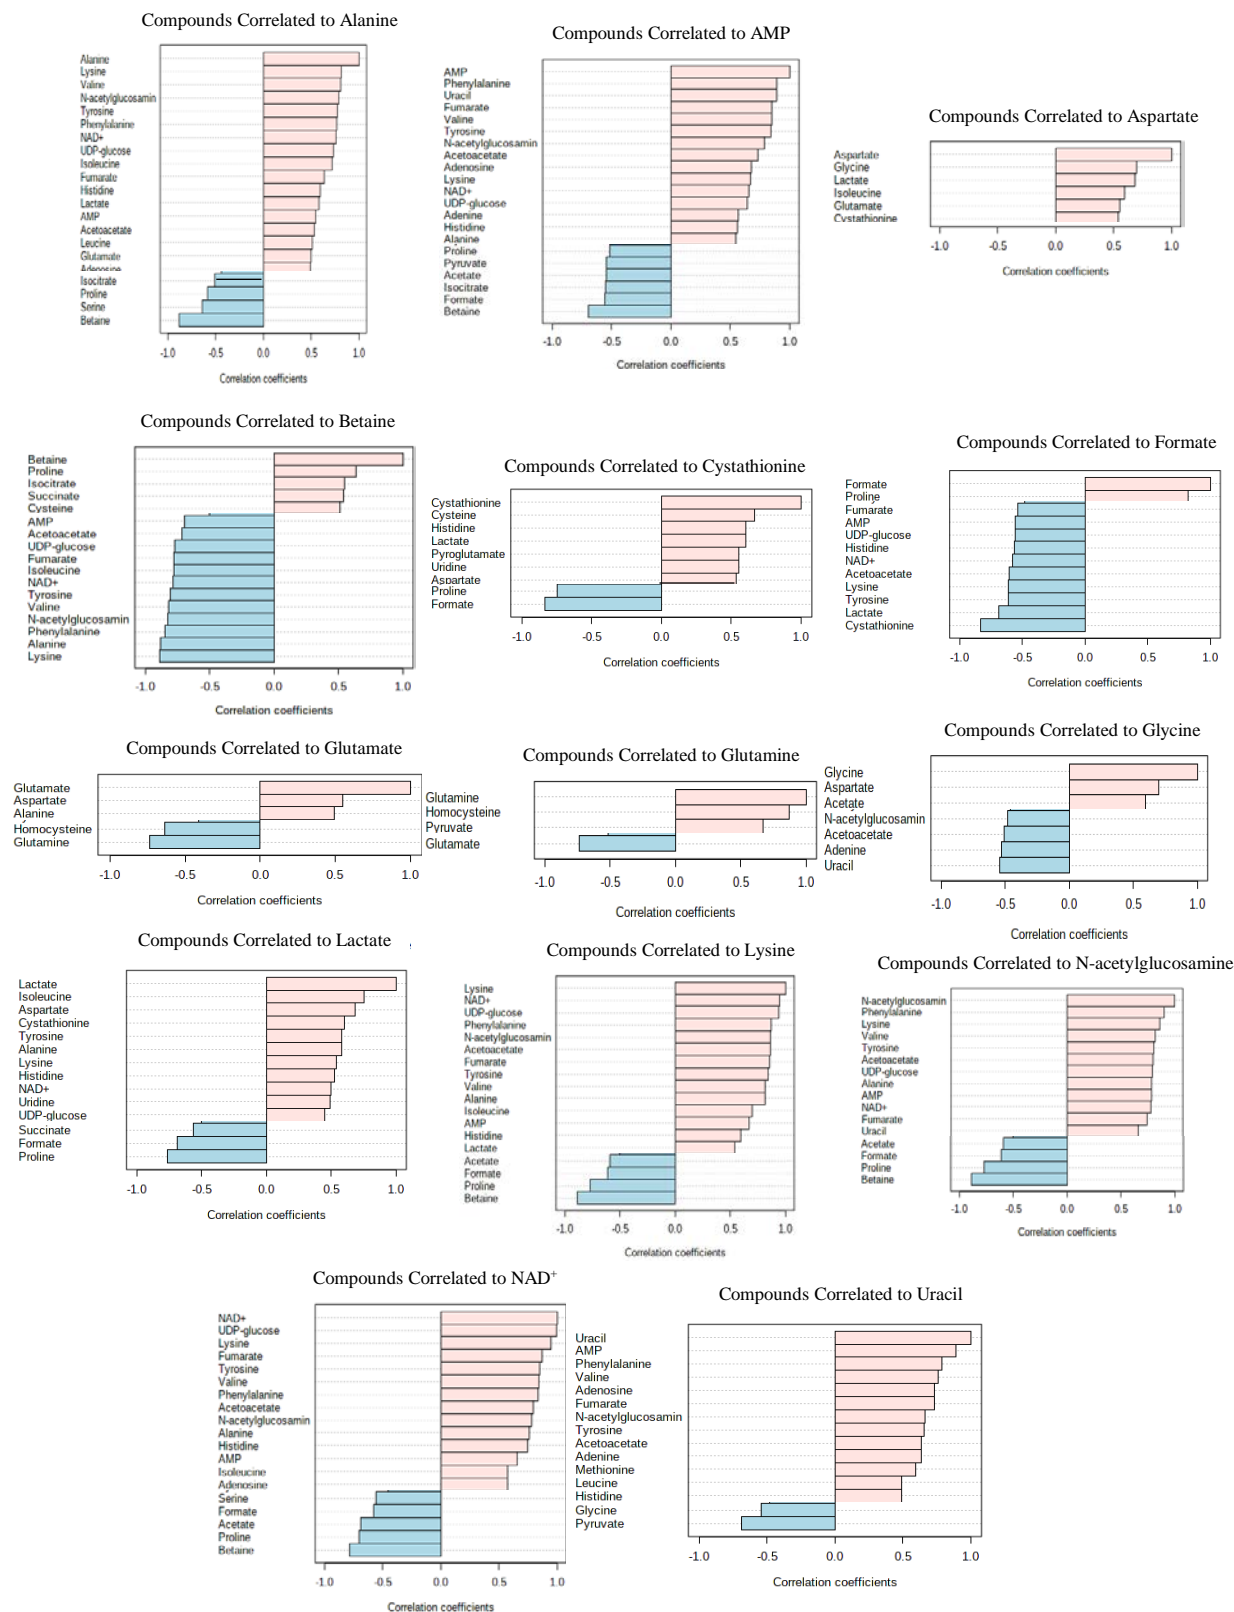 Compounds Correlated to Alanine
Alanine
Lysine
Valine
N-acetylglucosamin
Tyrosine
Phenylalanine
NAD+
UDP-glucose
Isoleucine
Fumarate
Histidine
Lactate
AMP
Acetoacetate
Leucine
Glutamate
Adenosine
Isocitrate
Proline
Serine
Betaine
-1.0 -0.5 0.0 0.5 1.0
Correlation coefficients
Compounds Correlated to AMP
AMP
Phenylalanine
Uracil
Fumarate
Valine
Tyrosine
N-acetylglucosamin
Acetoacetate
Adenosine
Lysine
NAD+
UDP-glucose
Adenine
Histidine
Alanine
Proline
Pyruvate
Acetate
Isocitrate
Formate
Betaine
-1.0 -0.5 0.0 0.5 1.0
Correlation coefficients
Compounds Correlated to Aspartate
Aspartate
Glycine
Lactate
Isoleucine
Glutamate
Cystathionine
-1.0 -0.5 0.0 0.5 1.0
Correlation coefficients
Compounds Correlated to Betaine
Betaine
Proline
Isocitrate
Succinate
Cysteine
AMP
Acetoacetate
UDP-glucose
Fumarate
Isoleucine
NAD+
Tyrosine
Valine
N-acetylglucosamin
Phenylalanine
Alanine
Lysine
-1.0 -0.5 0.0 0.5 1.0
Correlation coefficients
Compounds Correlated to Cystathionine
Cystathionine
Cysteine
Histidine
Lactate
Pyroglutamate
Uridine
Aspartate
Proline
Formate
-1.0 -0.5 0.0 0.5 1.0
Correlation coefficients
Compounds Correlated to Formate
Formate
Proline
Fumarate
AMP
UDP-glucose
Histidine
NAD+
Acetoacetate
Lysine
Tyrosine
Lactate
Cystathionine
-1.0 -0.5 0.0 0.5 1.0
Correlation coefficients
Compounds Correlated to Glutamate
Glutamate
Aspartate
Alanine
Homocysteine
Glutamine
-1.0 -0.5 0.0 0.5 1.0
Correlation coefficients
Compounds Correlated to Glutamine
Glutamine
Homocysteine
Pyruvate
Glutamate
-1.0 -0.5 0.0 0.5 1.0
Correlation coefficients
Compounds Correlated to Glycine
Glycine
Aspartate
Acetate
N-acetylglucosamin
Acetoacetate
Adenine
Uracil
-1.0 -0.5 0.0 0.5 1.0
Correlation coefficients
Compounds Correlated to Lactate
Lactate
Isoleucine
Aspartate
Cystathionine
Tyrosine
Alanine
Lysine
Histidine
NAD+
Uridine
UDP-glucose
Succinate
Formate
Proline
-1.0 -0.5 0.0 0.5 1.0
Correlation coefficients
Compounds Correlated to Lysine
Lysine
NAD+
UDP-glucose
Phenylalanine
N-acetylglucosamin
Acetoacetate
Fumarate
Tyrosine
Valine
Alanine
Isoleucine
AMP
Histidine
Lactate
Acetate
Formate
Proline
Betaine
-1.0 -0.5 0.0 0.5 1.0
Correlation coefficients
Compounds Correlated to N-acetylglucosamine
N-acetylglucosamin
Phenylalanine
Lysine
Valine
Tyrosine
Acetoacetate
UDP-glucose
Alanine
AMP
NAD+
Fumarate
Uracil
Acetate
Formate
Proline
Betaine
-1.0 -0.5 0.0 0.5 1.0
Correlation coefficients
Compounds Correlated to NAD+
NAD+
UDP-glucose
Lysine
Fumarate
Tyrosine
Valine
Phenylalanine
Acetoacetate
N-acetylglucosamin
Alanine
Histidine
AMP
Isoleucine
Adenosine
Serine
Formate
Acetate
Proline
Betaine
-1.0 -0.5 0.0 0.5 1.0
Correlation coefficients
Compounds Correlated to Uracil
Uracil
AMP
Phenylalanine
Valine
Adenosine
Fumarate
N-acetylglucosamin
Tyrosine
Acetoacetate
Adenine
Methionine
Leucine
Histidine
Glycine
Pyruvate
-1.0 -0.5 0.0 0.5 1.0
Correlation coefficients